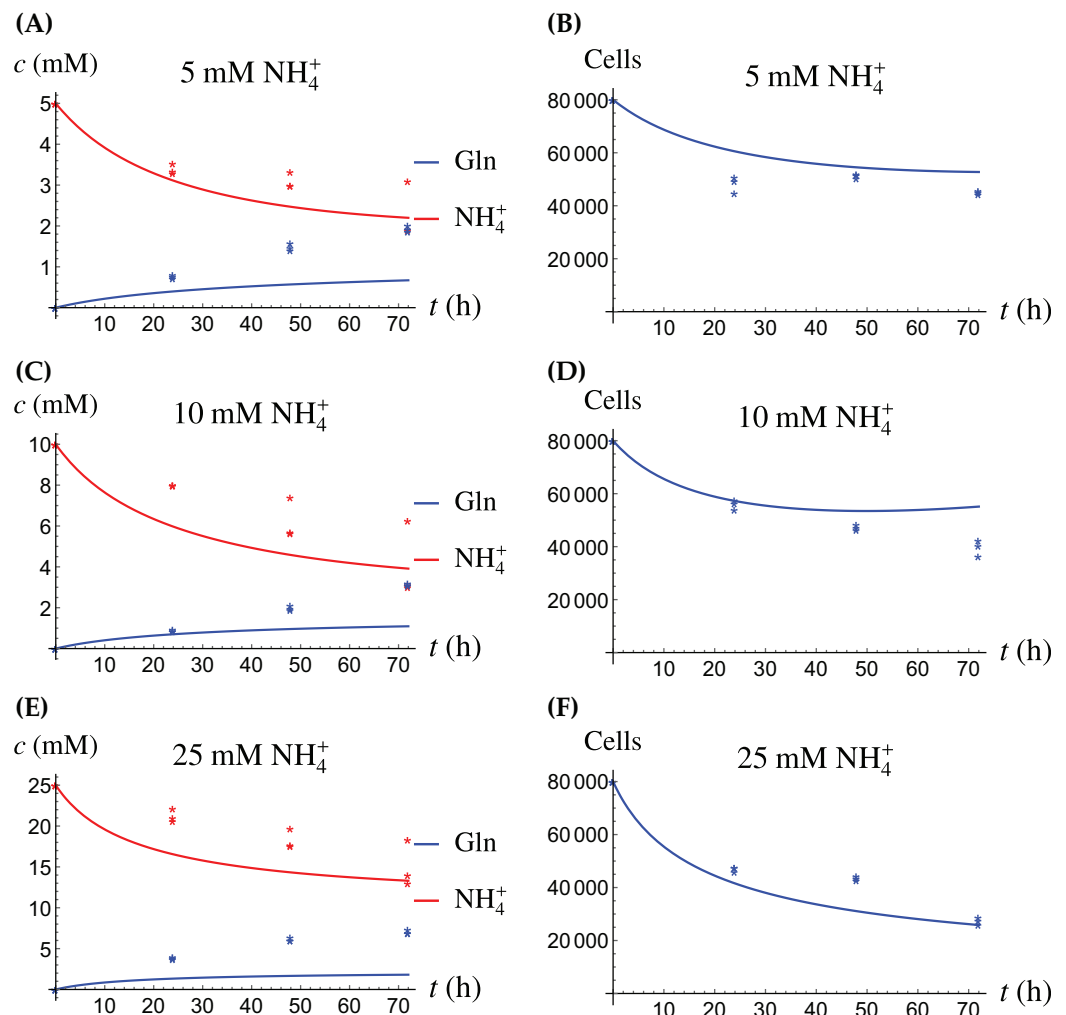 (A)
c (mM)
5 mM NH₄⁺
5
4
3
2
1
10 20 30 40 50 60 70
t (h)
Gln
NH₄⁺
(B)
Cells
5 mM NH₄⁺
80 000
60 000
40 000
20 000
10 20 30 40 50 60 70
t (h)
(C)
c (mM)
10 mM NH₄⁺
10
8
6
4
2
10 20 30 40 50 60 70
t (h)
Gln
NH₄⁺
(D)
Cells
10 mM NH₄⁺
80 000
60 000
40 000
20 000
10 20 30 40 50 60 70
t (h)
(E)
c (mM)
25 mM NH₄⁺
25
20
15
10
5
10 20 30 40 50 60 70
t (h)
Gln
NH₄⁺
(F)
Cells
25 mM NH₄⁺
80 000
60 000
40 000
20 000
10 20 30 40 50 60 70
t (h)